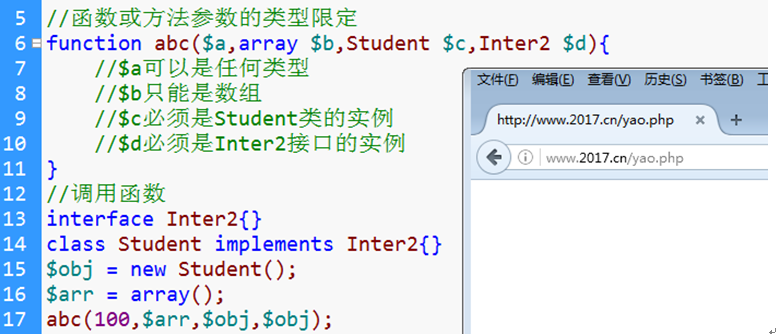 5 //函数或方法参数的类型限定
6 function abc($a,array $b,Student $c,Inter2 $d){
7 //$a可以是任何类型
8 //$b只能是数组
9 //$c必须是Student类的实例
10 //$d必须是Inter2接口的实例
11 }
12 //调用函数
13 interface Inter2{}
14 class Student implements Inter2{}
15 $obj = new Student();
16 $arr = array();
17 abc(100,$arr,$obj,$obj);
文件(F) 编辑(E) 查看(V) 历史(S) 书签(B) 工
http://www.2017.cn/yao.php × +
www.2017.cn/yao.php